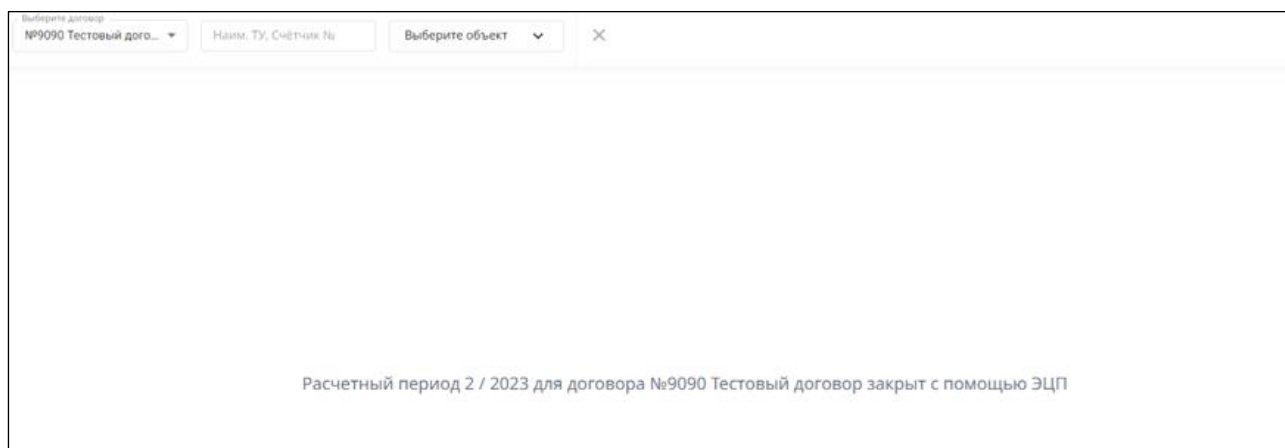 Выберите договор
№9090 Тестовый дого...
Наим. ТУ, Счётчик №
Выберите объект
Расчетный период 2 / 2023 для договора №9090 Тестовый договор закрыт с помощью ЭЦП